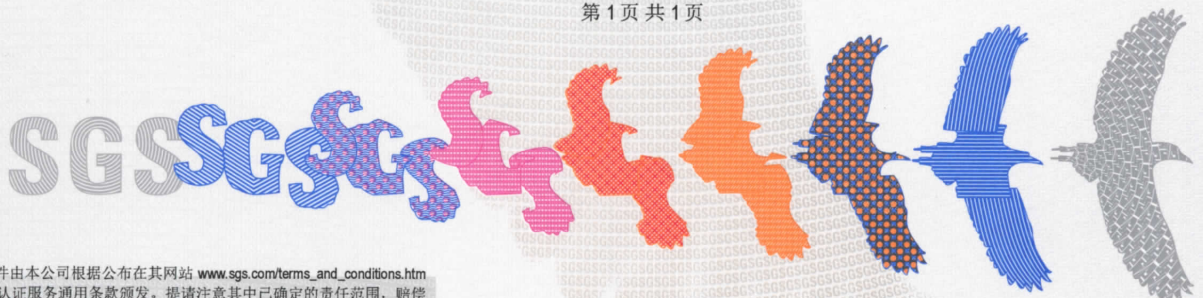 第 1 页 共 1 页
SGS SGS SGS
件由本公司根据公布在其网站 www.sgs.com/terms_and_conditions.htm
认证服务通用条款颁发。提请注意其中已确定的责任范围、赔偿